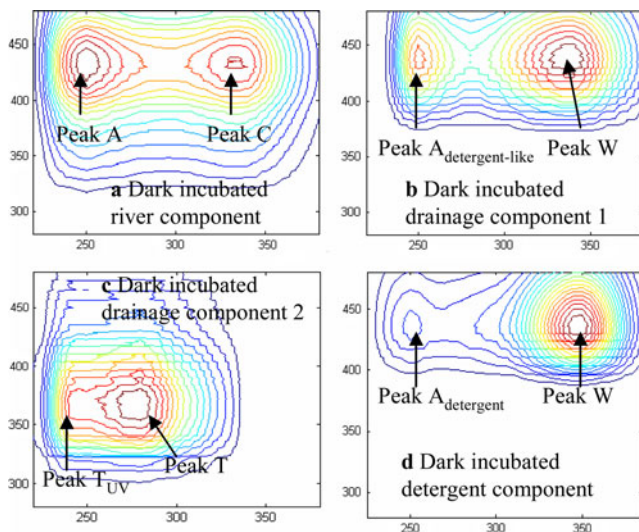 450
400
350
300
250 300 350
Peak A
Peak C
a Dark incubated
river component
450
400
350
300
250 300 350
Peak A detergent-like
Peak W
b Dark incubated
drainage component 1
450
400
350
300
250 300 350
c Dark incubated
drainage component 2
Peak TUV
Peak T
450
400
350
300
250 300 350
Peak A detergent
Peak W
d Dark incubated
detergent component